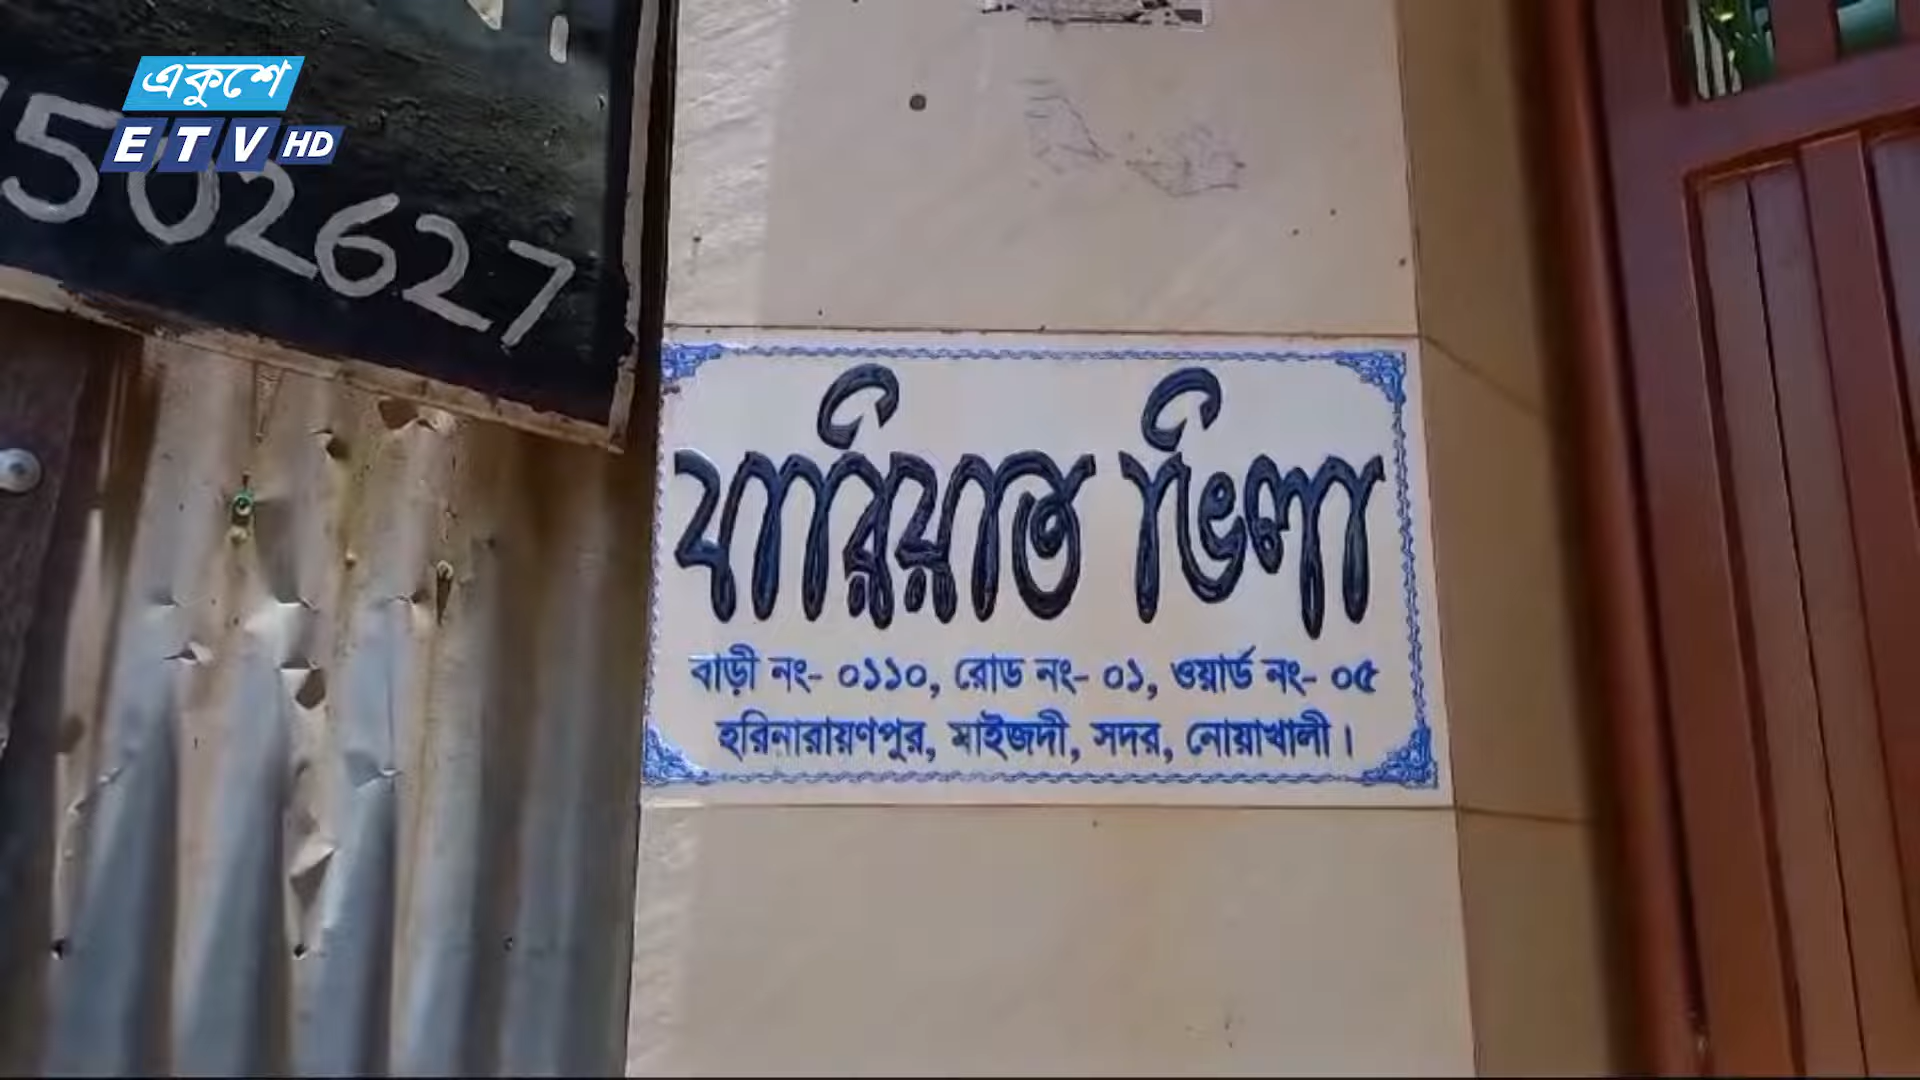 একুশে
ETV HD
502627
যারিয়াত ভিলা
বাড়ী নং- ০১১০, রোড নং- ০১, ওয়ার্ড নং- ০৫
হরিনারায়ণপুর, মাইজদী, সদর, নোয়াখালী।